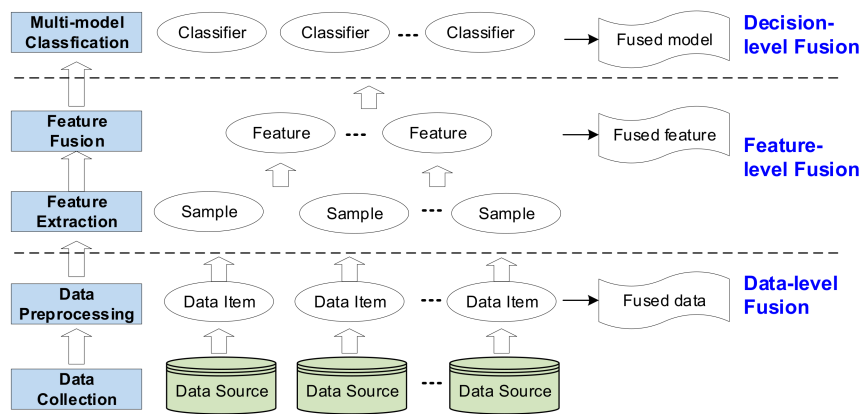 Multi-model
Classfication
Classifier
Classifier
Classifier
Fused model
Decision-
level Fusion
Feature
Fusion
Feature
Feature
Fused feature
Feature-
level Fusion
Feature
Extraction
Sample
Sample
Sample
Data
Preprocessing
Data Item
Data Item
Data Item
Fused data
Data-level
Fusion
Data
Collection
Data Source
Data Source
Data Source